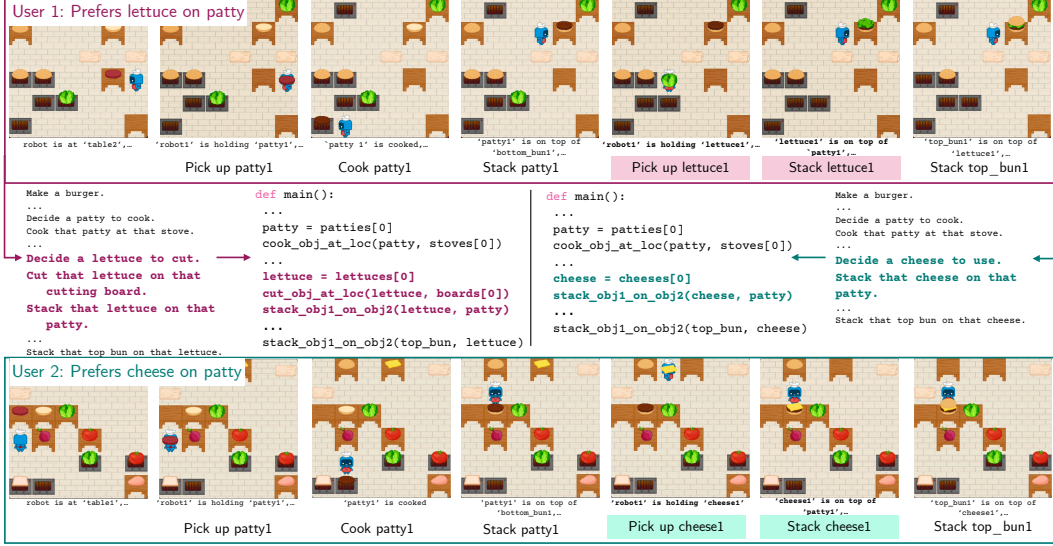 User 1: Prefers lettuce on patty
robot is at 'table2',…
'robot1' is holding 'patty1',…
`patty 1' is cooked,…
'patty1' is on top of
'bottom_bun1',…
'robot1' is holding 'lettuce1',…
'lettuce1' is on top of
`patty1',…
'top_bun1' is on top of
'lettuce1',…
Pick up patty1
Cook patty1
Stack patty1
Pick up lettuce1
Stack lettuce1
Stack top_bun1
Make a burger.
...
Decide a patty to cook.
Cook that patty at that stove.
...
Decide a lettuce to cut.
Cut that lettuce on that
cutting board.
Stack that lettuce on that
patty.
...
Stack that top bun on that lettuce.
def main():
...
patty = patties[0]
cook_obj_at_loc(patty, stoves[0])
...
lettuce = lettuces[0]
cut_obj_at_loc(lettuce, boards[0])
stack_obj1_on_obj2(lettuce, patty)
...
stack_obj1_on_obj2(top_bun, lettuce)
def main():
...
patty = patties[0]
cook_obj_at_loc(patty, stoves[0])
...
cheese = cheeses[0]
stack_obj1_on_obj2(cheese, patty)
...
stack_obj1_on_obj2(top_bun, cheese)
Make a burger.
...
Decide a patty to cook.
Cook that patty at that stove.
...
Decide a cheese to use.
Stack that cheese on that
patty.
...
Stack that top bun on that cheese.
User 2: Prefers cheese on patty
robot is at 'table1',…
'robot1' is holding 'patty1',…
'patty1' is cooked
'patty1' is on top of
'bottom_bun1,…
'robot1' is holding 'cheese1'
'cheese1' is on top of
'patty1',…
'top_bun1' is on top of
'cheese1',…
Pick up patty1
Cook patty1
Stack patty1
Pick up cheese1
Stack cheese1
Stack top_bun1